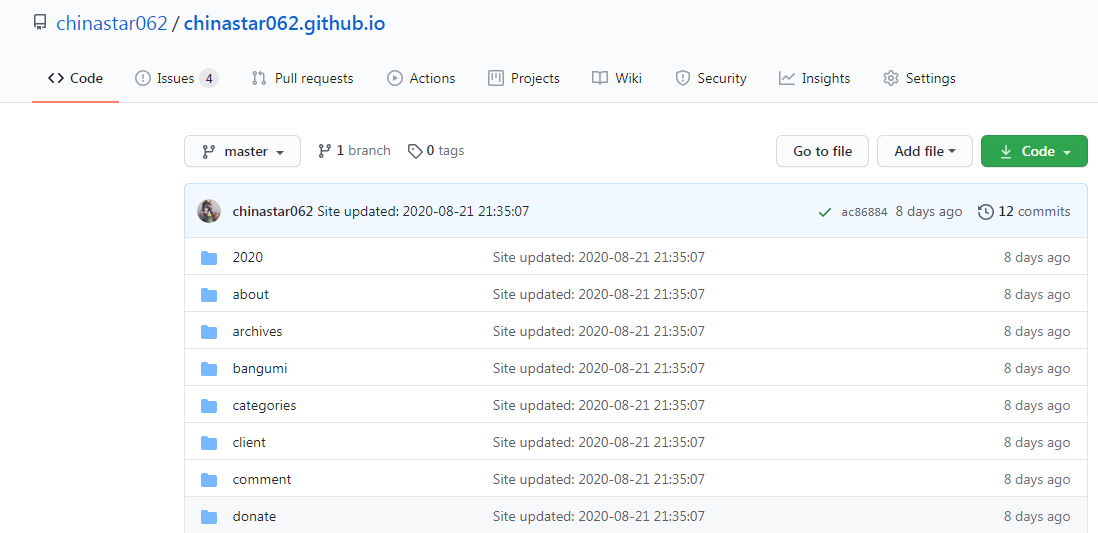 chinastar062 / chinastar062.github.io
Code Issues 4 Pull requests Actions Projects Wiki Security Insights Settings
master 1 branch 0 tags Go to file Add file Code
chinastar062 Site updated: 2020-08-21 21:35:07 ac86884 8 days ago 12 commits
2020 Site updated: 2020-08-21 21:35:07 8 days ago
about Site updated: 2020-08-21 21:35:07 8 days ago
archives Site updated: 2020-08-21 21:35:07 8 days ago
bangumi Site updated: 2020-08-21 21:35:07 8 days ago
categories Site updated: 2020-08-21 21:35:07 8 days ago
client Site updated: 2020-08-21 21:35:07 8 days ago
comment Site updated: 2020-08-21 21:35:07 8 days ago
donate Site updated: 2020-08-21 21:35:07 8 days ago